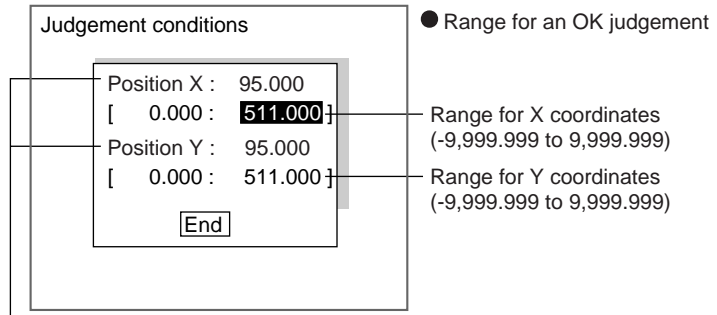 Judgement conditions
● Range for an OK judgement
Position X : 95.000
[ 0.000 : 511.000 ]
Range for X coordinates
(-9,999.999 to 9,999.999)
Position Y : 95.000
[ 0.000 : 511.000 ]
Range for Y coordinates
(-9,999.999 to 9,999.999)
End